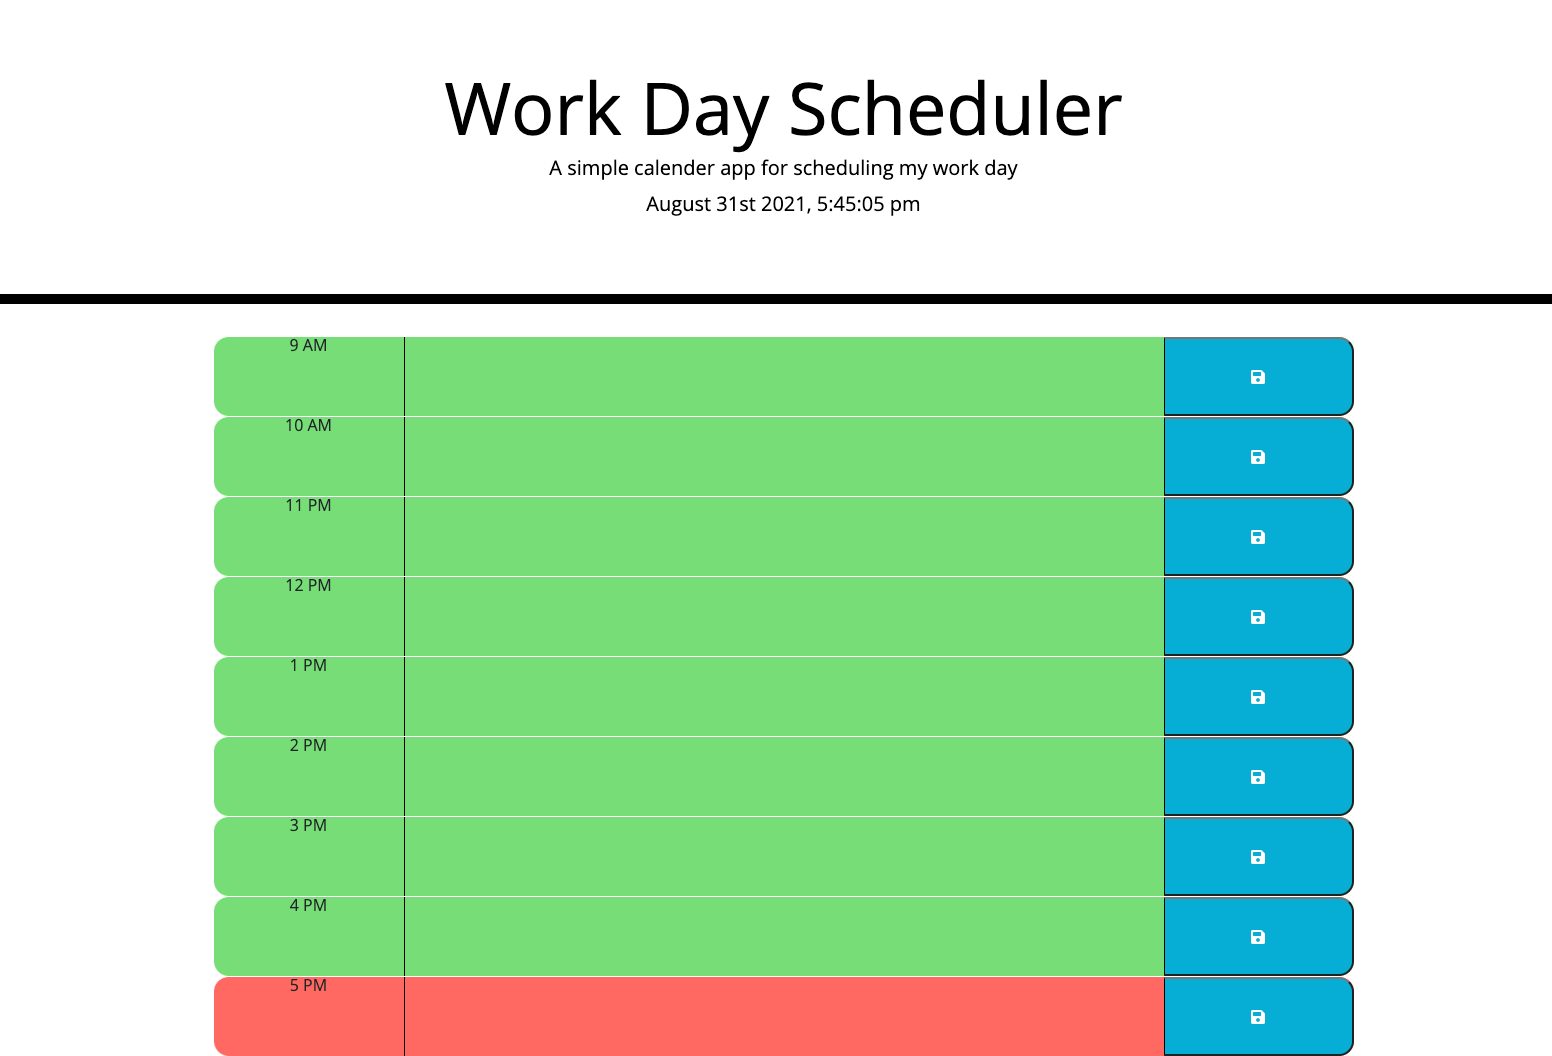 Work Day Scheduler
A simple calender app for scheduling my work day
August 31st 2021, 5:45:05 pm
9 AM
10 AM
11 PM
12 PM
1 PM
2 PM
3 PM
4 PM
5 PM